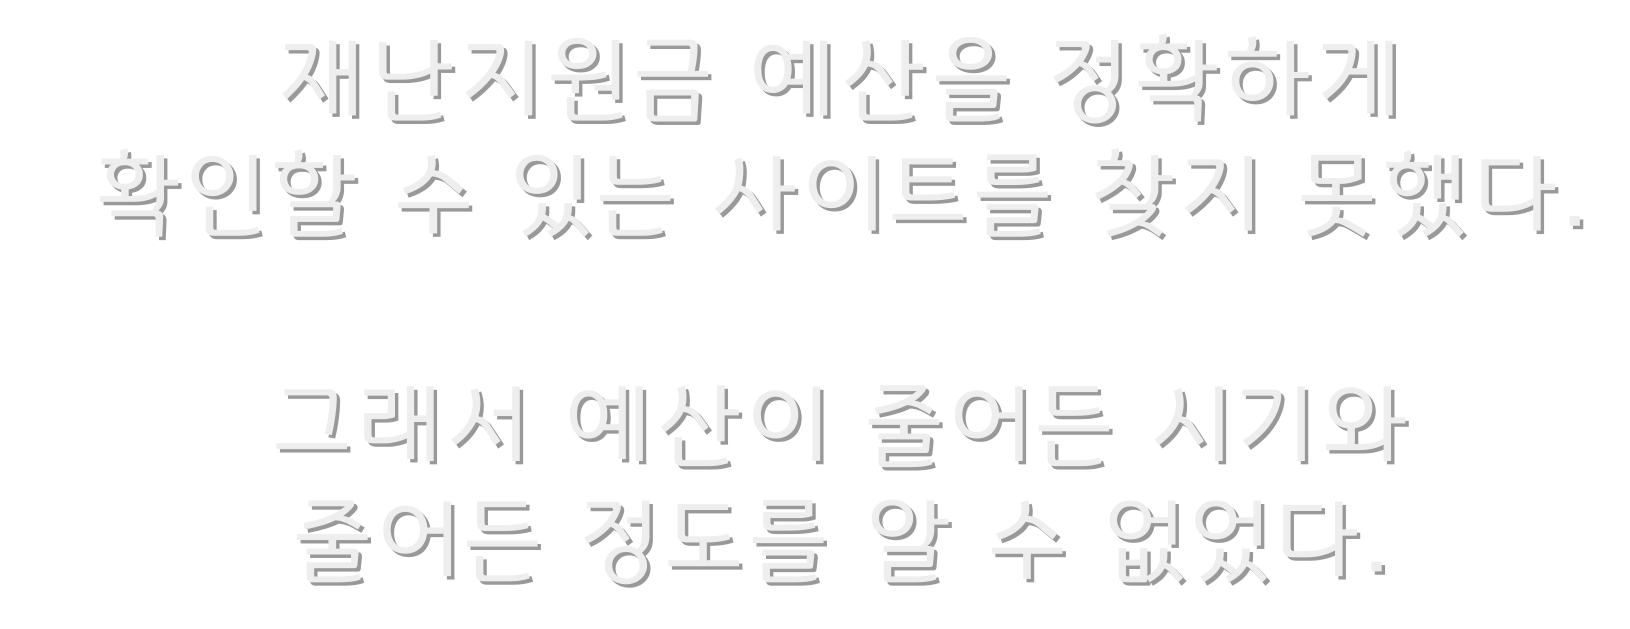 재난지원금 예산을 정확하게
확인할 수 있는 사이트를 찾지 못했다.
그래서 예산이 줄어든 시기와
줄어든 정도를 알 수 없었다.